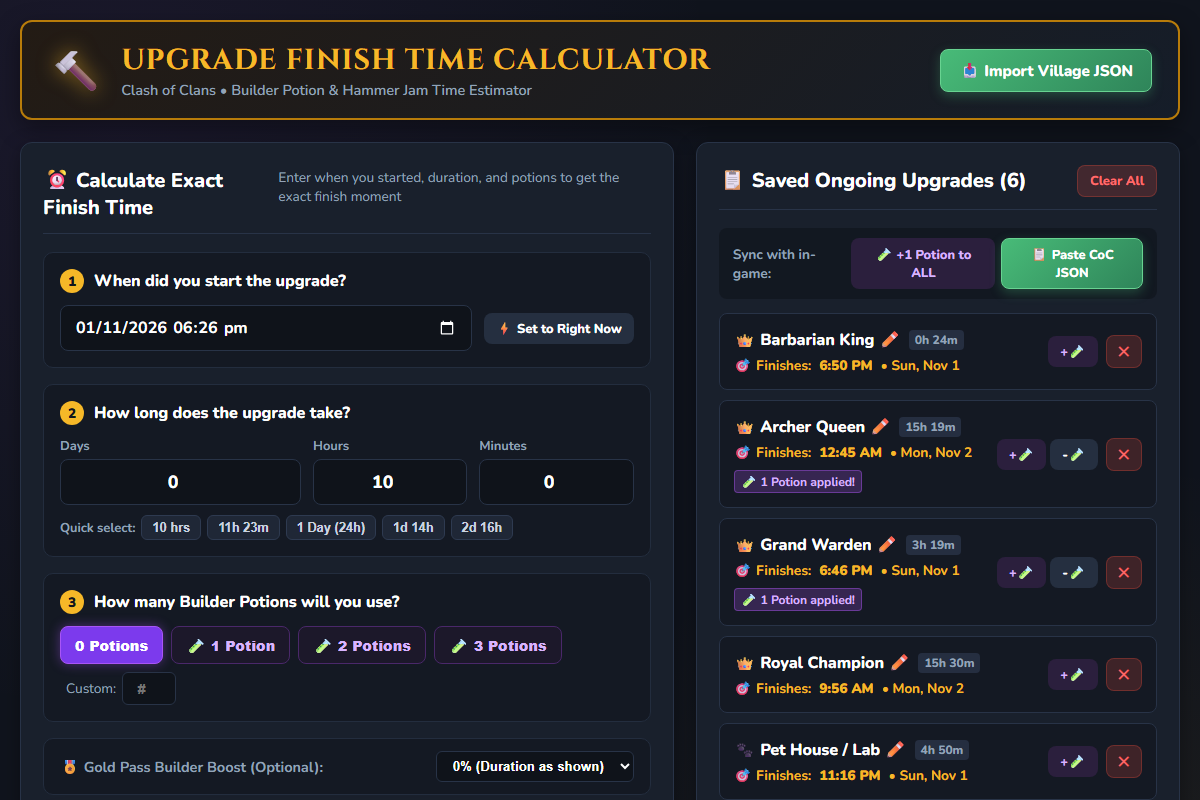 UPGRADE FINISH TIME CALCULATOR
Clash of Clans • Builder Potion & Hammer Jam Time Estimator
Import Village JSON
Calculate Exact
Finish Time
Enter when you started, duration, and potions to get the
exact finish moment
1 When did you start the upgrade?
01/11/2026 06:26 pm
Set to Right Now
2 How long does the upgrade take?
Days Hours Minutes
0 10 0
Quick select: 10 hrs 11h 23m 1 Day (24h) 1d 14h 2d 16h
3 How many Builder Potions will you use?
0 Potions 1 Potion 2 Potions 3 Potions
Custom: #
Gold Pass Builder Boost (Optional): 0% (Duration as shown)
Saved Ongoing Upgrades (6)
Clear All
Sync with in-
game:
+1 Potion to
ALL
Paste CoC
JSON
Barbarian King 0h 24m
Finishes: 6:50 PM • Sun, Nov 1
+
Archer Queen 15h 19m
Finishes: 12:45 AM • Mon, Nov 2
1 Potion applied!
+ -
Grand Warden 3h 19m
Finishes: 6:46 PM • Sun, Nov 1
1 Potion applied!
+ -
Royal Champion 15h 30m
Finishes: 9:56 AM • Mon, Nov 2
+
Pet House / Lab 4h 50m
Finishes: 11:16 PM • Sun, Nov 1
+